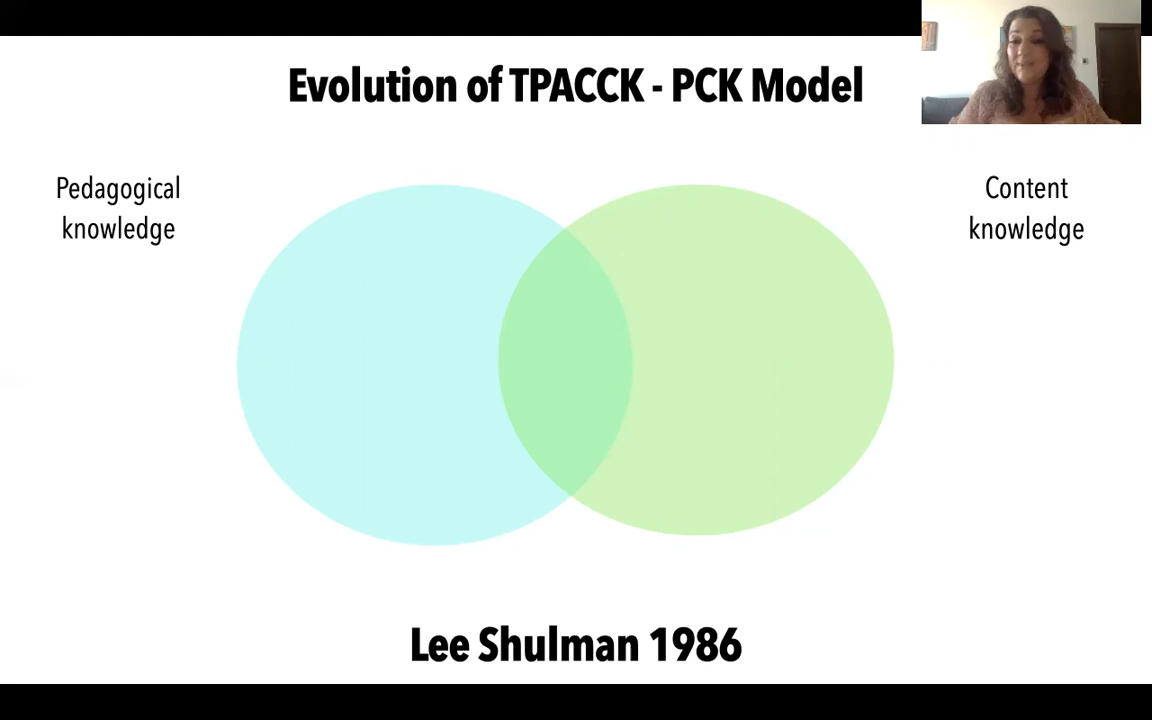 Evolution of TPACCK - PCK Model
Pedagogical
knowledge
Content
knowledge
Lee Shulman 1986